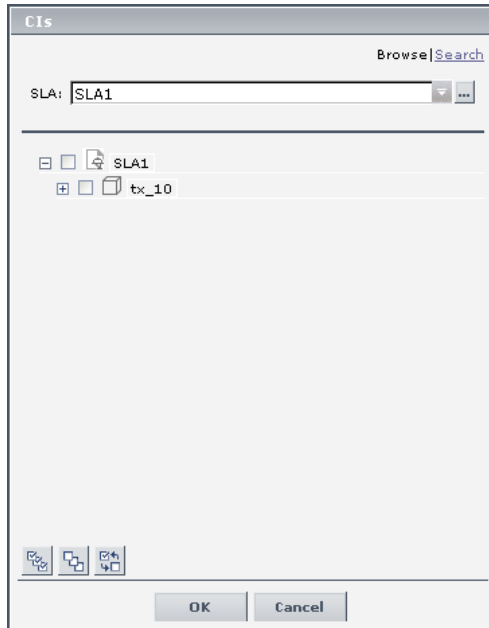 CIs
Browse|Search
SLA: SLA1 ...
SLA1
tx_10
OK Cancel